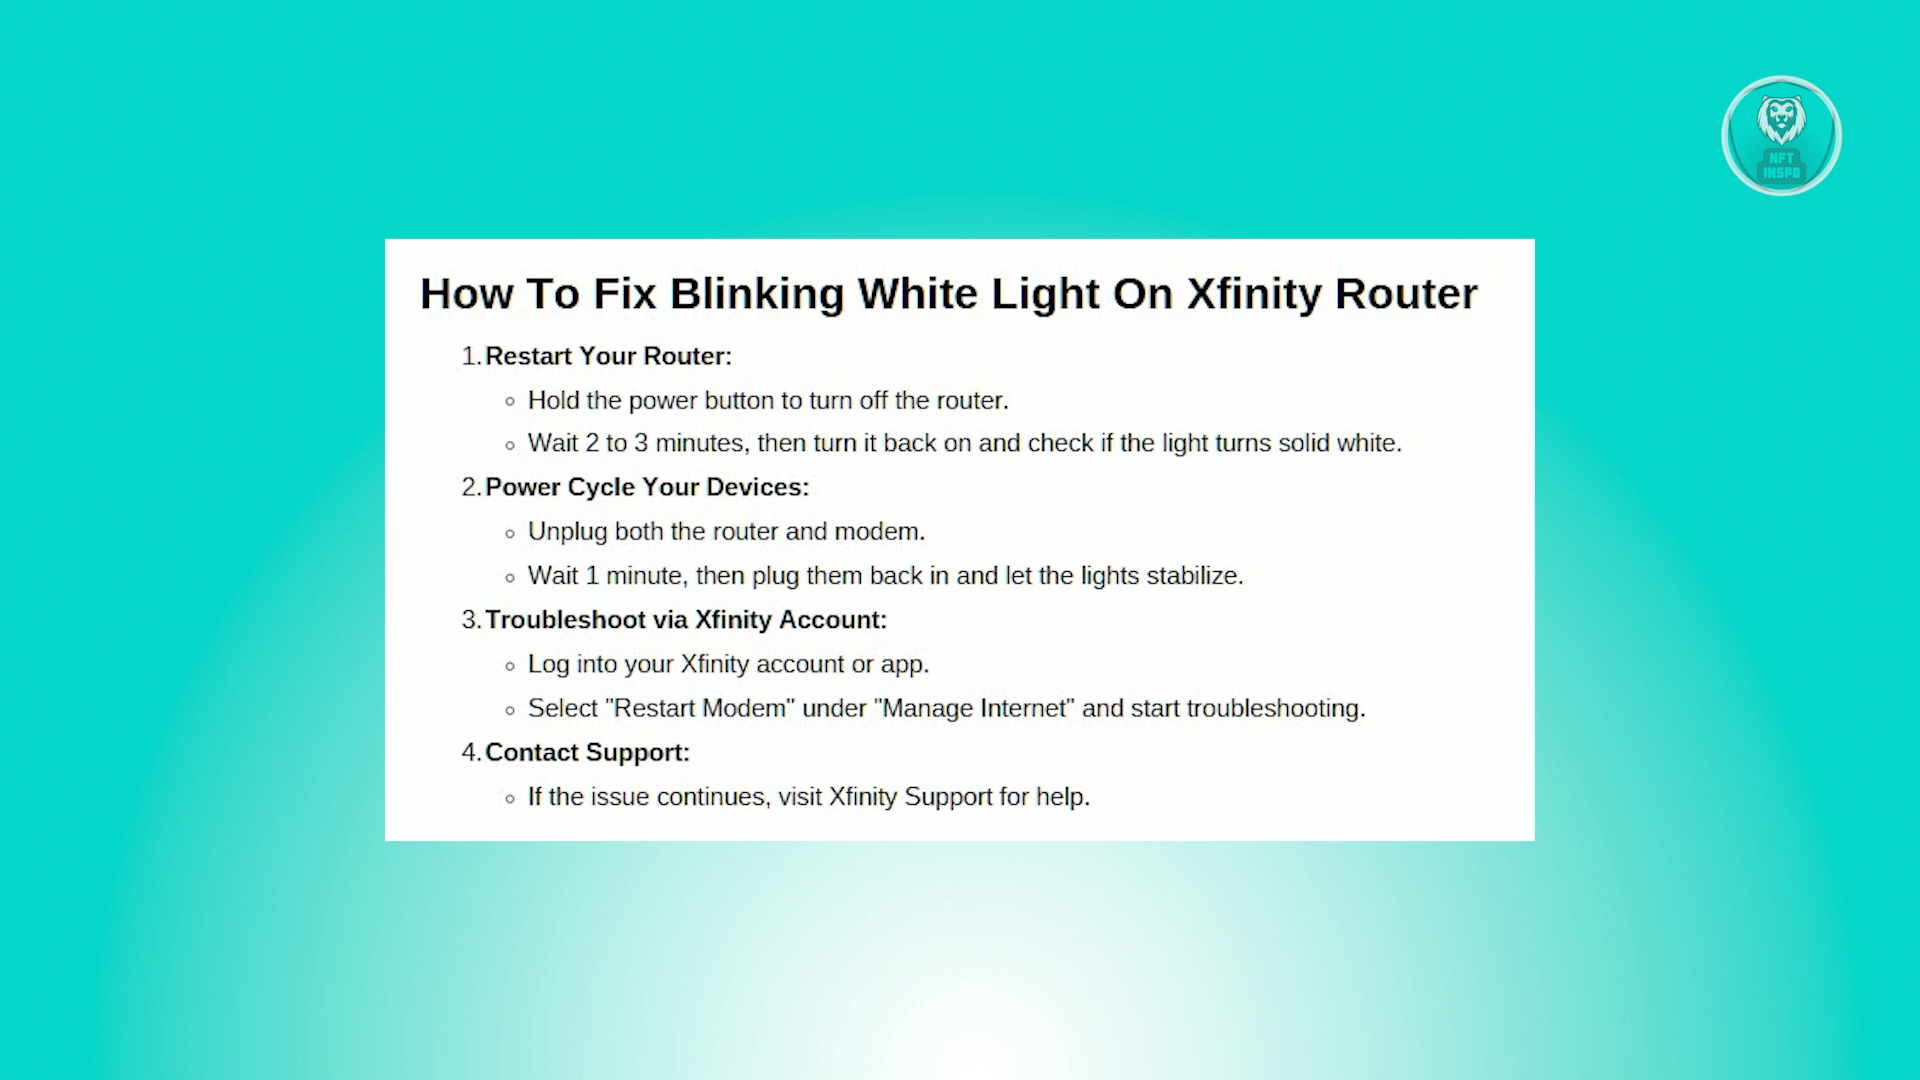 NFT
INSPO
How To Fix Blinking White Light On Xfinity Router
1. Restart Your Router:
◦ Hold the power button to turn off the router.
◦ Wait 2 to 3 minutes, then turn it back on and check if the light turns solid white.
2. Power Cycle Your Devices:
◦ Unplug both the router and modem.
◦ Wait 1 minute, then plug them back in and let the lights stabilize.
3. Troubleshoot via Xfinity Account:
◦ Log into your Xfinity account or app.
◦ Select "Restart Modem" under "Manage Internet" and start troubleshooting.
4. Contact Support:
◦ If the issue continues, visit Xfinity Support for help.